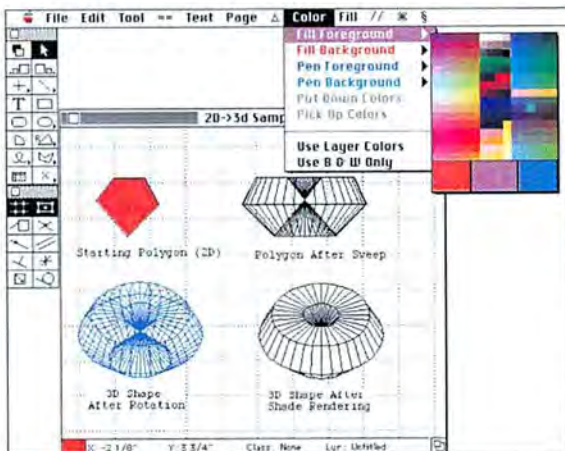 File Edit Tool == Text Page Color Fill // ⌘ §
Fill Foreground
Fill Background
Pen Foreground
Pen Background
Put Down Colors
Pick Up Colors
Use Layer Colors
Use B & W Only
2D->3d Samp
T
Starting Polygon (2D)
Polygon After Sweep
3D Shape
After Rotation
3D Shape After
Shade Rendering
X: -2 1/8" Y: 3 3/4" Class: None Lyr: Untitled